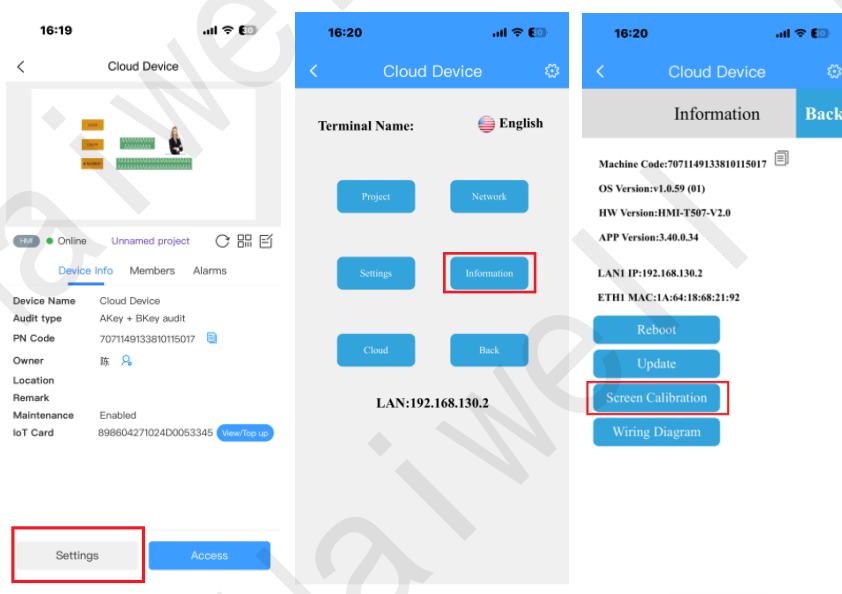 16:19
Cloud Device
HMI
Online
Unnamed project
Device Info
Members
Alarms
Device Name Cloud Device
Audit type AKey + BKey audit
PN Code 7071149133810115017
Owner 陈
Location
Remark
Maintenance Enabled
IoT Card 898604271024D0053345 View/Top up
Settings
Access
16:20
Cloud Device
Terminal Name:
English
Project
Network
Settings
Information
Cloud
Back
LAN:192.168.130.2
16:20
Cloud Device
Information
Back
Machine Code:7071149133810115017
OS Version:v1.0.59 (01)
HW Version:HMI-T507-V2.0
APP Version:3.40.0.34
LAN1 IP:192.168.130.2
ETH1 MAC:1A:64:18:68:21:92
Reboot
Update
Screen Calibration
Wiring Diagram
Haiwell